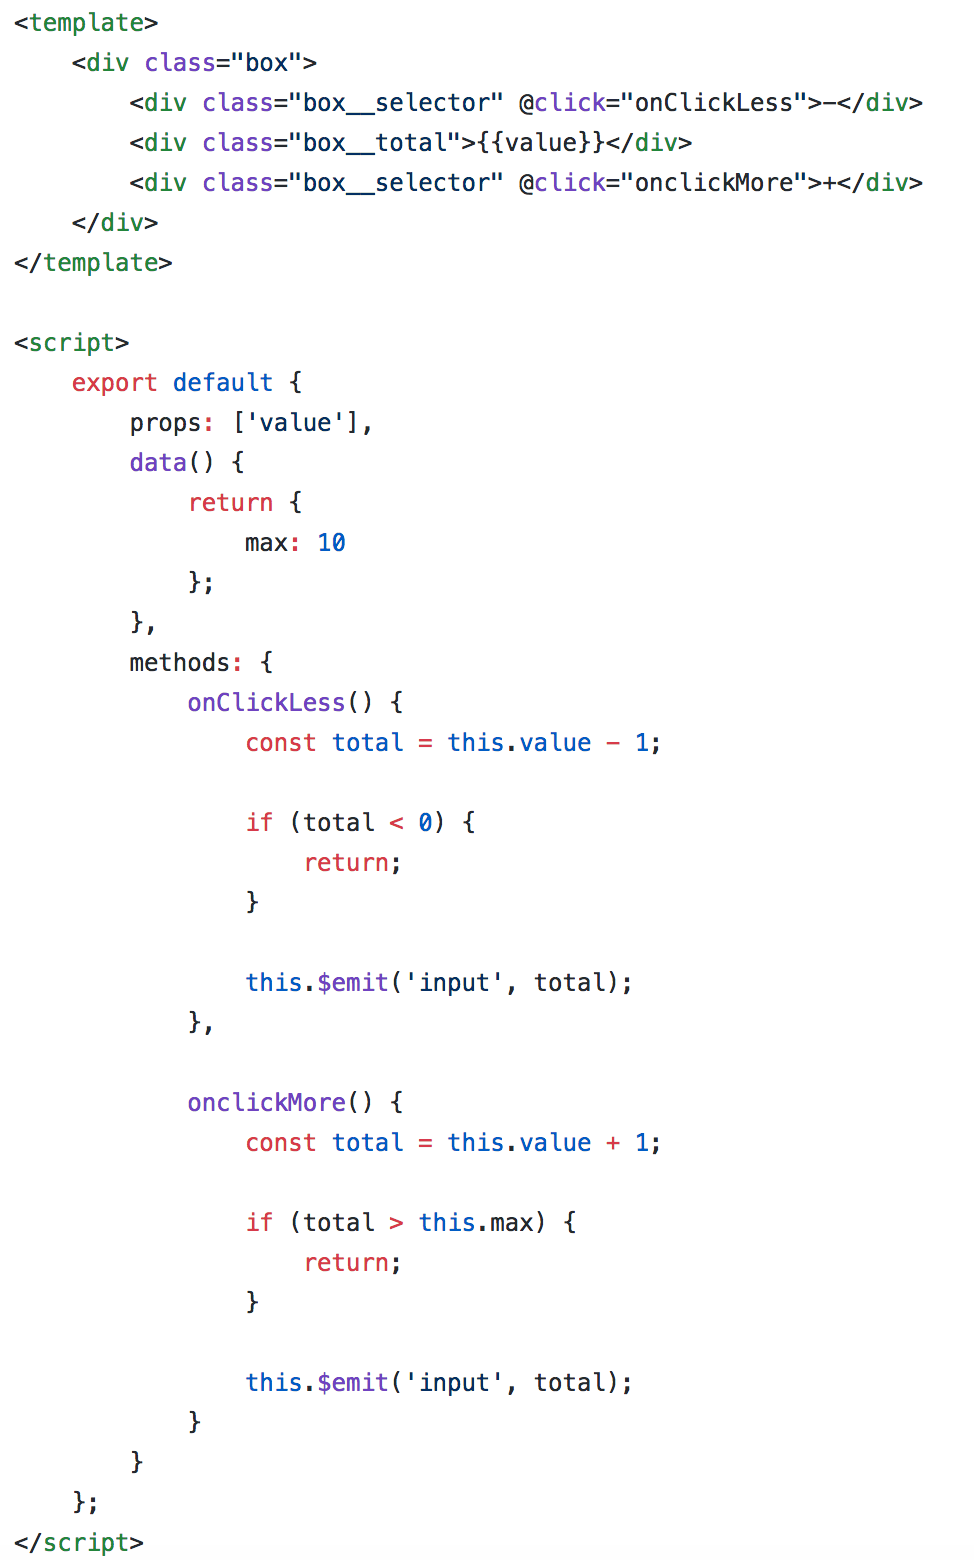 <template>
    <div class="box">
        <div class="box__selector" @click="onClickLess">−</div>
        <div class="box__total">{{value}}</div>
        <div class="box__selector" @click="onclickMore">+</div>
    </div>
</template>

<script>
    export default {
        props: ['value'],
        data() {
            return {
                max: 10
            };
        },
        methods: {
            onClickLess() {
                const total = this.value - 1;

                if (total < 0) {
                    return;
                }

                this.$emit('input', total);
            },

            onclickMore() {
                const total = this.value + 1;

                if (total > this.max) {
                    return;
                }

                this.$emit('input', total);
            }
        }
    };
</script>